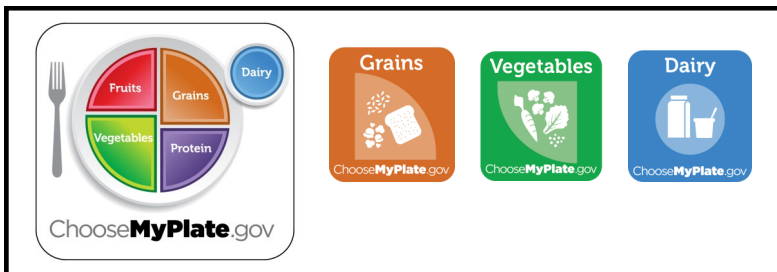 Fruits
Grains
Dairy
Vegetables
Protein
ChooseMyPlate.gov
Grains
ChooseMyPlate.gov
Vegetables
ChooseMyPlate.gov
Dairy
ChooseMyPlate.gov